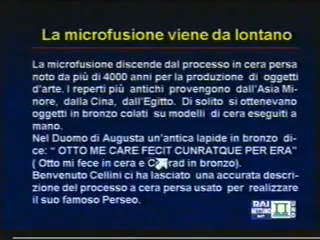 La microfusione viene da lontano
La microfusione discende dal processo in cera persa
noto da più di 4000 anni per la produzione di oggetti
d'arte. I reperti più antichi provengono dall'Asia Mi-
nore, dalla Cina, dall'Egitto. Di solito si ottenevano
oggetti in bronzo colati su modelli di cera eseguiti a
mano.
Nel Duomo di Augusta un'antica lapide in bronzo di-
ce: " OTTO ME CARE FECIT CUNRATQUE PER ERA"
( Otto mi fece in cera e rad in bronzo).
Benvenuto Cellini ci ha lasciato una accurata descri-
zione del processo a cera persa usato per realizzare
il suo famoso Perseo.
RAI
NETTUNO
SAT